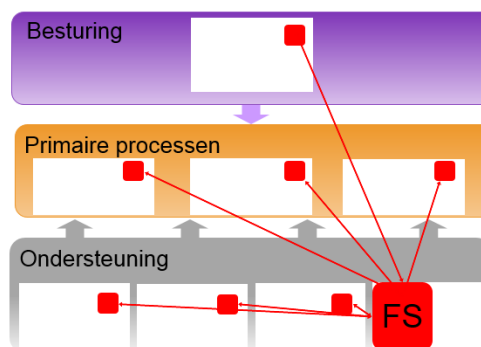 Besturing
Primaire processen
Ondersteuning
FS